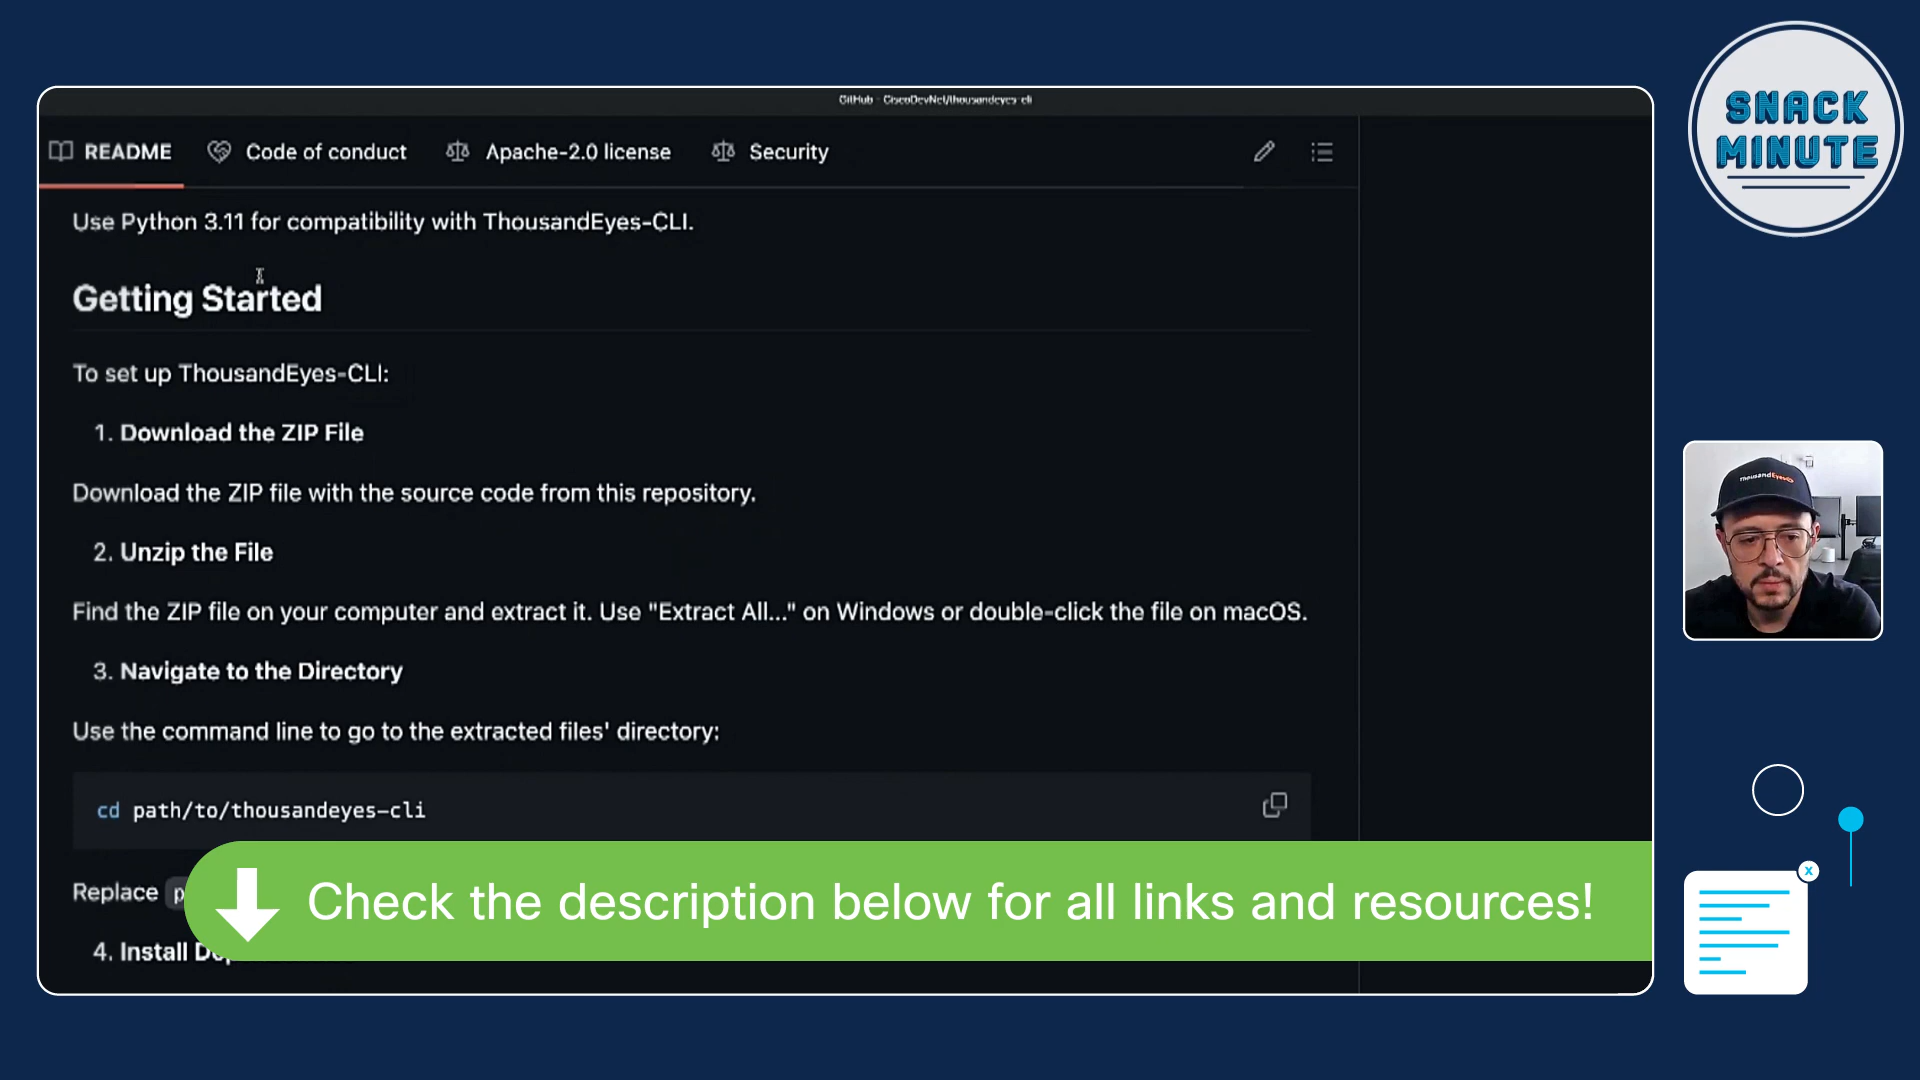 GitHub - CiscoDevNet/thousandeyes-cli
SNACK
MINUTE
README
Code of conduct
Apache-2.0 license
Security
Use Python 3.11 for compatibility with ThousandEyes-CLI.
Getting Started
To set up ThousandEyes-CLI:
1. Download the ZIP File
Download the ZIP file with the source code from this repository.
2. Unzip the File
Find the ZIP file on your computer and extract it. Use "Extract All..." on Windows or double-click the file on macOS.
3. Navigate to the Directory
Use the command line to go to the extracted files' directory:
cd path/to/thousandeyes-cli
Replace
4. Install
Check the description below for all links and resources!
ThousandEyes
x